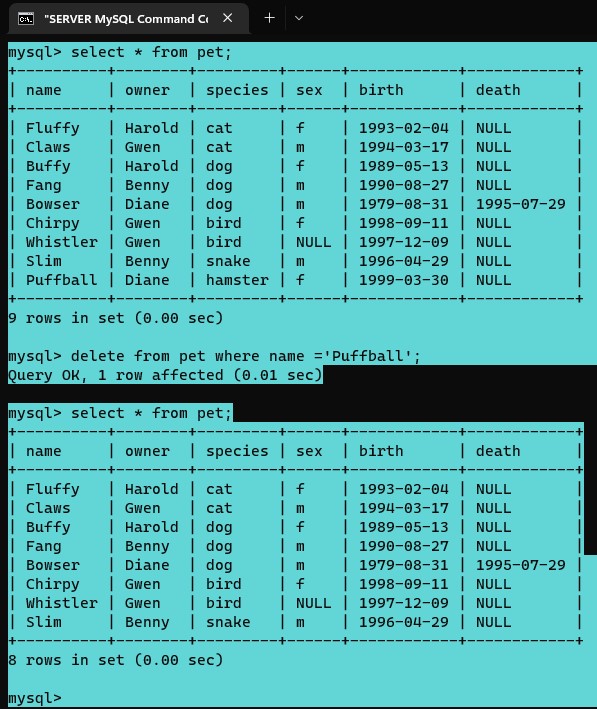 "SERVER MySQL Command Cc
mysql> select * from pet;
+----------+--------+---------+------+------------+------------+
| name     | owner  | species | sex  | birth      | death      |
+----------+--------+---------+------+------------+------------+
| Fluffy   | Harold | cat     | f    | 1993-02-04 | NULL       |
| Claws    | Gwen   | cat     | m    | 1994-03-17 | NULL       |
| Buffy    | Harold | dog     | f    | 1989-05-13 | NULL       |
| Fang     | Benny  | dog     | m    | 1990-08-27 | NULL       |
| Bowser   | Diane  | dog     | m    | 1979-08-31 | 1995-07-29 |
| Chirpy   | Gwen   | bird    | f    | 1998-09-11 | NULL       |
| Whistler | Gwen   | bird    | NULL | 1997-12-09 | NULL       |
| Slim     | Benny  | snake   | m    | 1996-04-29 | NULL       |
| Puffball | Diane  | hamster | f    | 1999-03-30 | NULL       |
+----------+--------+---------+------+------------+------------+
9 rows in set (0.00 sec)
mysql> delete from pet where name ='Puffball';
Query OK, 1 row affected (0.01 sec)
mysql> select * from pet;
+----------+--------+---------+------+------------+------------+
| name     | owner  | species | sex  | birth      | death      |
+----------+--------+---------+------+------------+------------+
| Fluffy   | Harold | cat     | f    | 1993-02-04 | NULL       |
| Claws    | Gwen   | cat     | m    | 1994-03-17 | NULL       |
| Buffy    | Harold | dog     | f    | 1989-05-13 | NULL       |
| Fang     | Benny  | dog     | m    | 1990-08-27 | NULL       |
| Bowser   | Diane  | dog     | m    | 1979-08-31 | 1995-07-29 |
| Chirpy   | Gwen   | bird    | f    | 1998-09-11 | NULL       |
| Whistler | Gwen   | bird    | NULL | 1997-12-09 | NULL       |
| Slim     | Benny  | snake   | m    | 1996-04-29 | NULL       |
+----------+--------+---------+------+------------+------------+
8 rows in set (0.00 sec)
mysql>